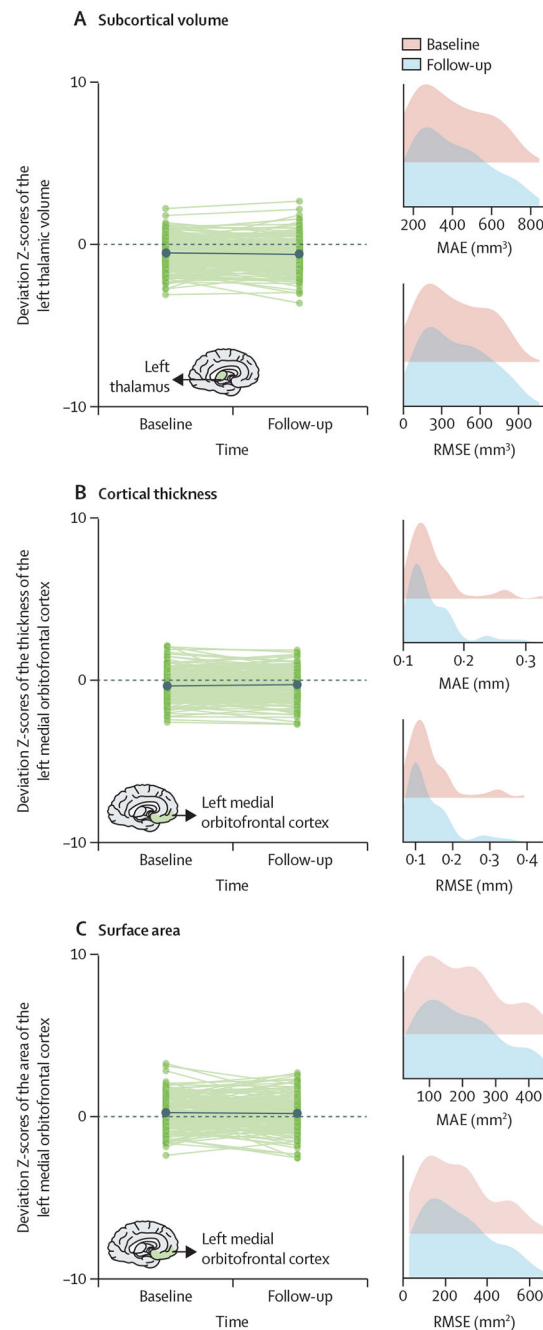 A Subcortical volume
Baseline
Follow-up
10
0
–10
Deviation Z-scores of the
left thalamic volume
Left
thalamus
Baseline Follow-up
Time
200 400 600 800
MAE (mm³)
0 300 600 900
RMSE (mm³)
B Cortical thickness
10
0
–10
Deviation Z-scores of the thickness of the
left medial orbitofrontal cortex
Left medial
orbitofrontal cortex
Baseline Follow-up
Time
0·1 0·2 0·3
MAE (mm)
0·1 0·2 0·3 0·4
RMSE (mm)
C Surface area
10
0
–10
Deviation Z-scores of the area of the
left medial orbitofrontal cortex
Left medial
orbitofrontal cortex
Baseline Follow-up
Time
100 200 300 400
MAE (mm²)
0 200 400 600
RMSE (mm²)